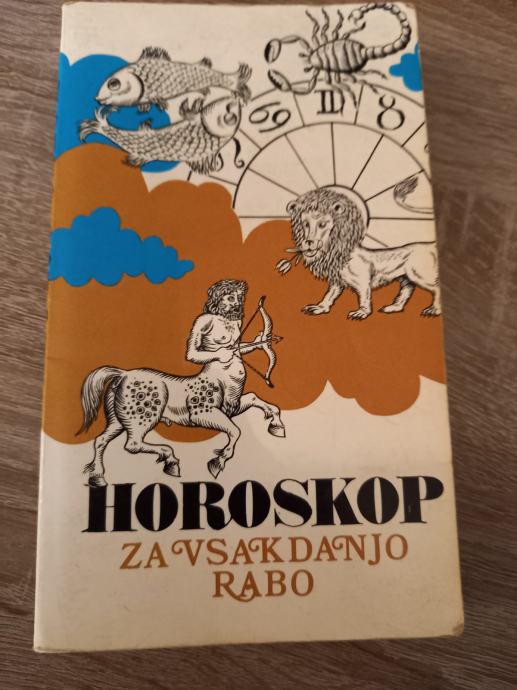 ♋ ♊ ♉
♌
HOROSKOP
ZA VSAKDANJO
RABO